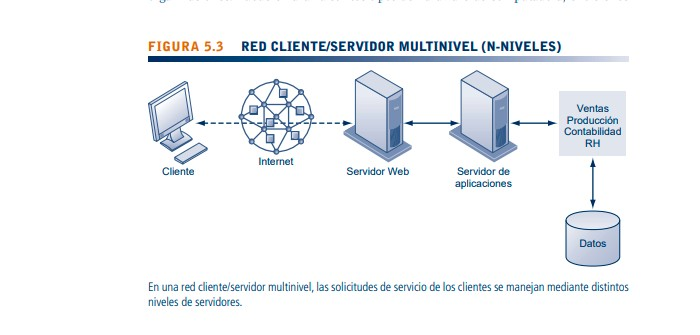 FIGURA 5.3 RED CLIENTE/SERVIDOR MULTINIVEL (N-NIVELES)
Cliente
Internet
Servidor Web
Servidor de
aplicaciones
Ventas
Producción
Contabilidad
RH
Datos
En una red cliente/servidor multinivel, las solicitudes de servicio de los clientes se manejan mediante distintos
niveles de servidores.